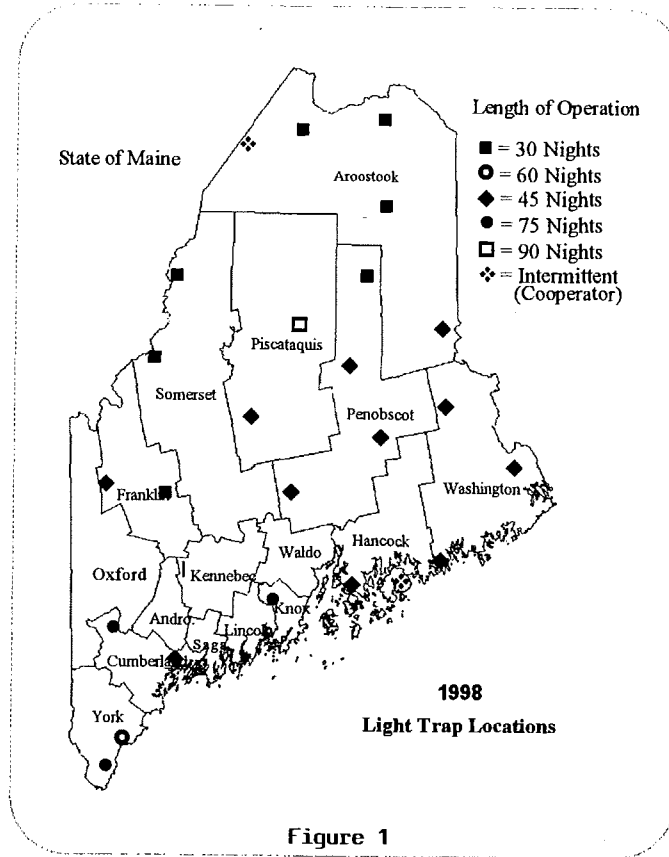 State of Maine
Length of Operation
= 30 Nights
= 60 Nights
= 45 Nights
= 75 Nights
= 90 Nights
= Intermittent
(Cooperator)
Aroostook
Piscataquis
Somerset
Penobscot
Franklin
Washington
Hancock
Waldo
Oxford
Kennebec
Knox
Andro.
Lincoln
Saga.
Cumberland
York
1998
Light Trap Locations
Figure 1